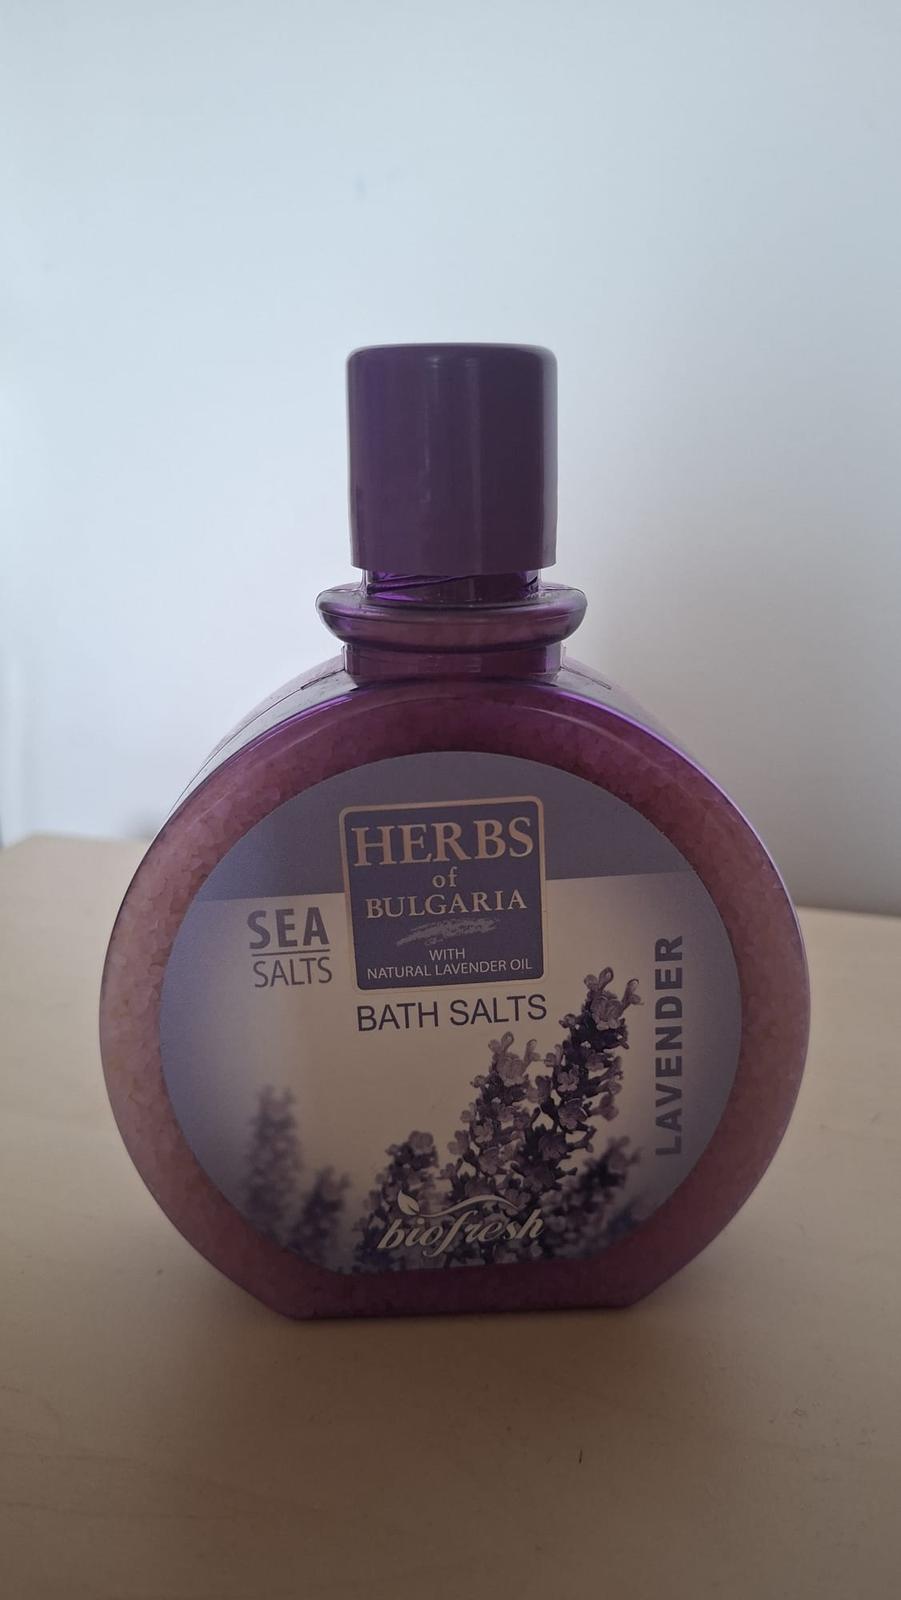 HERBS
of
BULGARIA
WITH
NATURAL LAVENDER OIL
SEA
SALTS
BATH SALTS
LAVENDER
biofresh